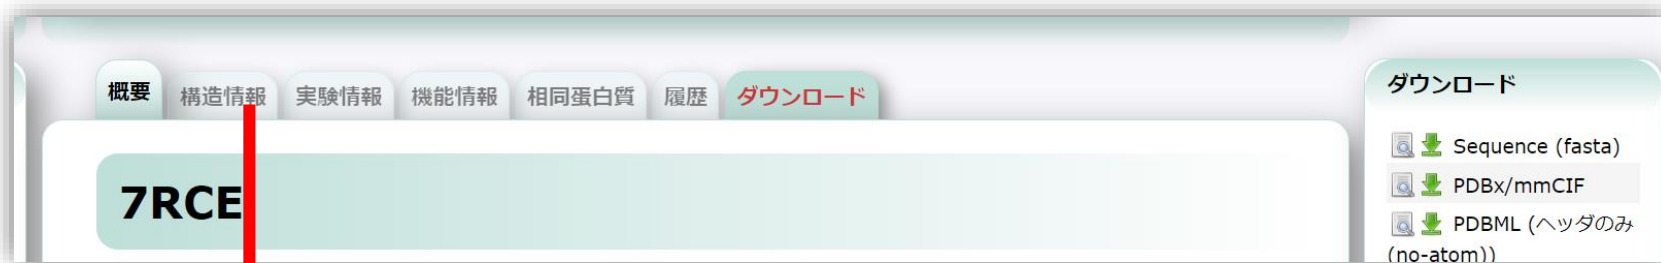 概要 構造情報 実験情報 機能情報 相同蛋白質 履歴 ダウンロード
7RCE
ダウンロード
Sequence (fasta)
PDBx/mmCIF
PDBML (ヘッダのみ
(no-atom))